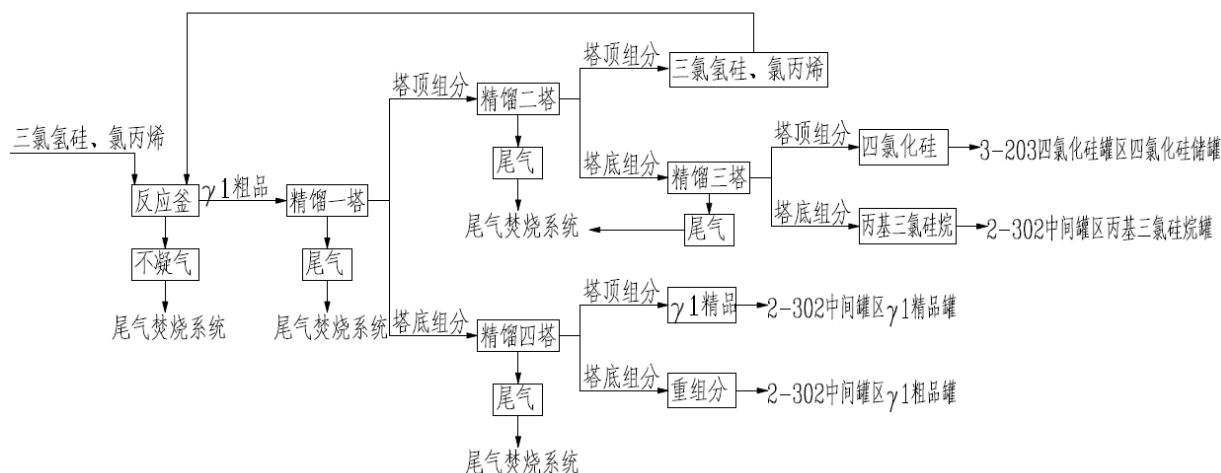 塔顶组分
三氯氢硅、氯丙烯
塔顶组分
精馏二塔
三氯氢硅、氯丙烯
塔顶组分
四氯化硅
3-203四氯化硅罐区四氯化硅储罐
尾气
塔底组分
精馏三塔
反应釜
γ1粗品
精馏一塔
塔底组分
丙基三氯硅烷
2-302中间罐区丙基三氯硅烷罐
尾气焚烧系统
尾气
不凝气
尾气
塔顶组分
γ1精品
2-302中间罐区γ1精品罐
尾气焚烧系统
尾气焚烧系统
塔底组分
精馏四塔
塔底组分
重组分
2-302中间罐区γ1粗品罐
尾气
尾气焚烧系统